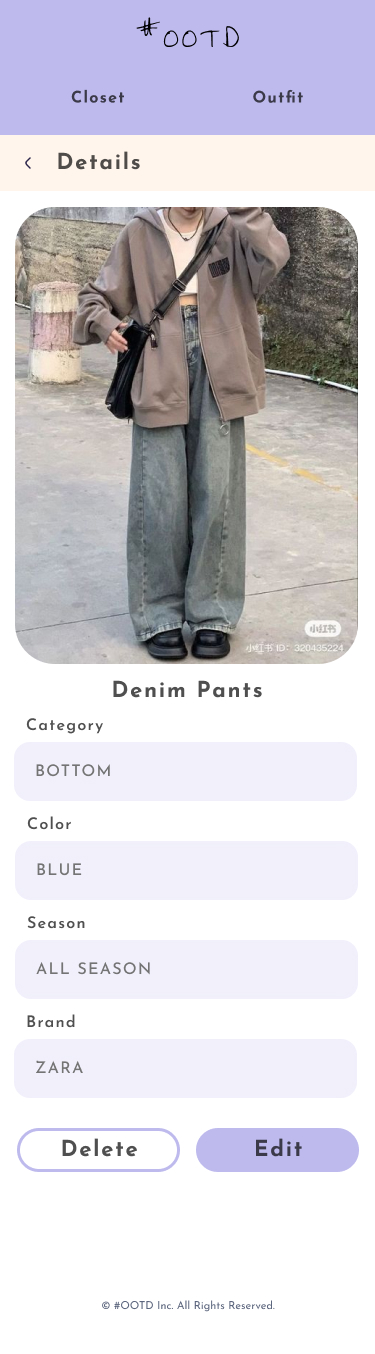 #OOTD
Closet Outfit
Details
小红书
小红书 ID: 320435224
Denim Pants
Category
BOTTOM
Color
BLUE
Season
ALL SEASON
Brand
ZARA
Delete Edit
© #OOTD Inc. All Rights Reserved.